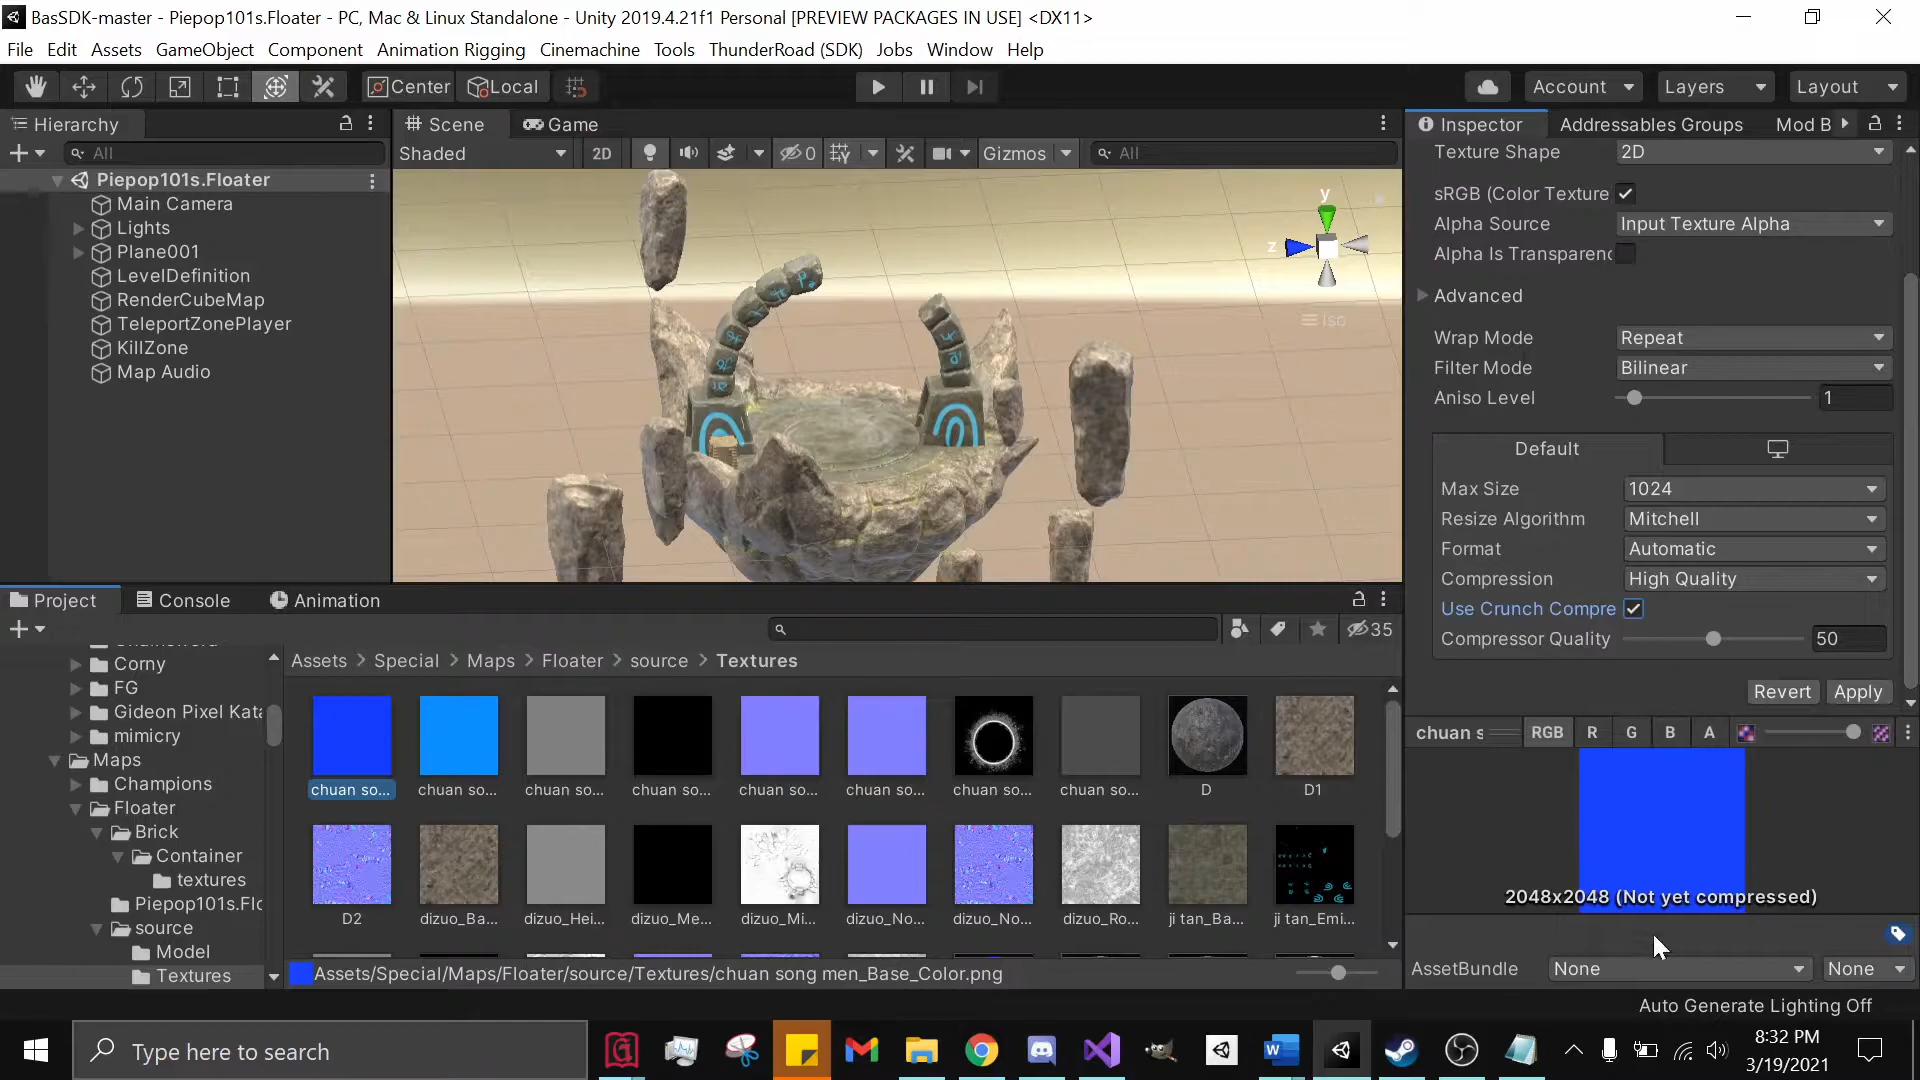 BasSDK-master - Piepop101s.Floater - PC, Mac & Linux Standalone - Unity 2019.4.21f1 Personal [PREVIEW PACKAGES IN USE] <DX11>
File Edit Assets GameObject Component Animation Rigging Cinemachine Tools ThunderRoad (SDK) Jobs Window Help
Center Local Account Layers Layout
Hierarchy
All
Piepop101s.Floater
Main Camera
Lights
Plane001
LevelDefinition
RenderCubeMap
TeleportZonePlayer
KillZone
Map Audio
Scene Game
Shaded 2D 0 Gizmos All
y
z
Iso
Inspector Addressables Groups Mod B
Texture Shape 2D
sRGB (Color Texture
Alpha Source Input Texture Alpha
Alpha Is Transparenc
Advanced
Wrap Mode Repeat
Filter Mode Bilinear
Aniso Level 1
Default
Max Size 1024
Resize Algorithm Mitchell
Format Automatic
Compression High Quality
Use Crunch Compre
Compressor Quality 50
Revert Apply
chuan s RGB R G B A
2048x2048 (Not yet compressed)
AssetBundle None None
Auto Generate Lighting Off
Project Console Animation
35
Corny
FG
Gideon Pixel Kata
mimicry
Maps
Champions
Floater
Brick
Container
textures
Piepop101s.Flo
source
Model
Textures
Assets > Special > Maps > Floater > source > Textures
chuan so... chuan so... chuan so... chuan so... chuan so... chuan so... chuan so... chuan so... D D1
D2 dizuo_Ba... dizuo_Hei... dizuo_Me... dizuo_Mi... dizuo_No... dizuo_No... dizuo_Ro... ji tan_Ba... ji tan_Emi...
Assets/Special/Maps/Floater/source/Textures/chuan song men_Base_Color.png
Type here to search
8:32 PM
3/19/2021